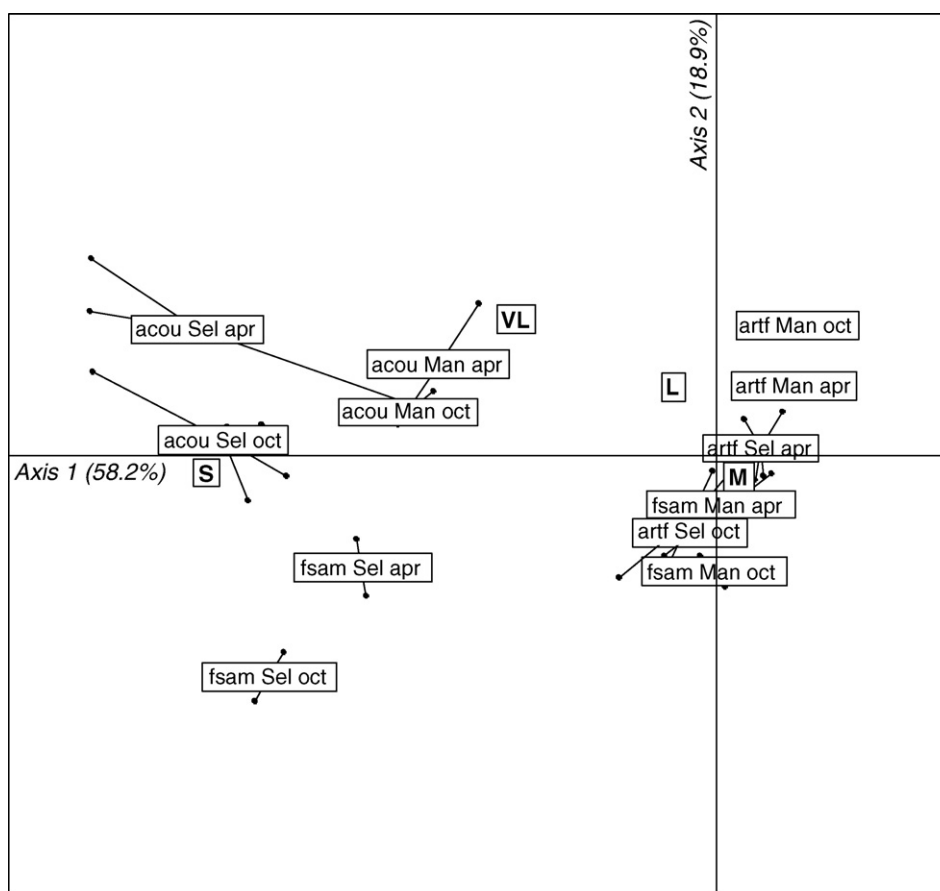 Axis 2 (18.9%)
VL
artf Man oct
acou Sel apr
acou Man apr
L
artf Man apr
acou Man oct
acou Sel oct
artf Sel apr
Axis 1 (58.2%)
S
M
fsam Man apr
artf Sel oct
fsam Sel apr
fsam Man oct
fsam Sel oct